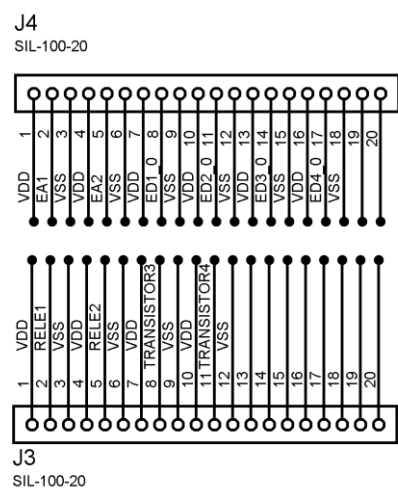 J4
SIL-100-20
1 2 3 4 5 6 7 8 9 10 11 12 13 14 15 16 17 18 19 20
VDD EA1 VSS VDD EA2 VSS VDD ED1_0 VSS VDD ED2_0 VSS VDD ED3_0 VSS VDD ED4_0 VSS
VDD RELE1 VSS VDD RELE2 VSS VDD TRANSISTOR3 VSS VDD TRANSISTOR4 VSS
1 2 3 4 5 6 7 8 9 10 11 12 13 14 15 16 17 18 19 20
J3
SIL-100-20